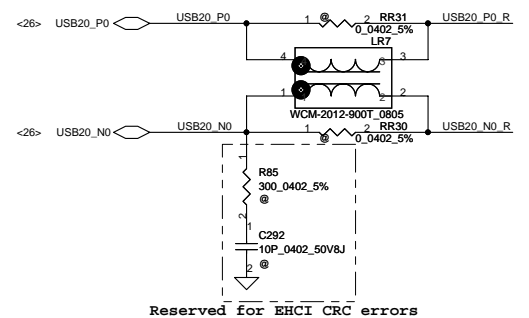 <26> USB20_P0 USB20_P0 1 @ 2 RR31 USB20_P0_R
0_0402_5%
LR7
4 3 3
1 2 2
WCM-2012-900T_0805
<26> USB20_N0 USB20_N0 1 2 RR30 USB20_N0_R
@ 0_0402_5%
1
R85
300_0402_5%
@
2
1
C292
10P_0402_50V8J
2 @
Reserved for EHCI CRC errors